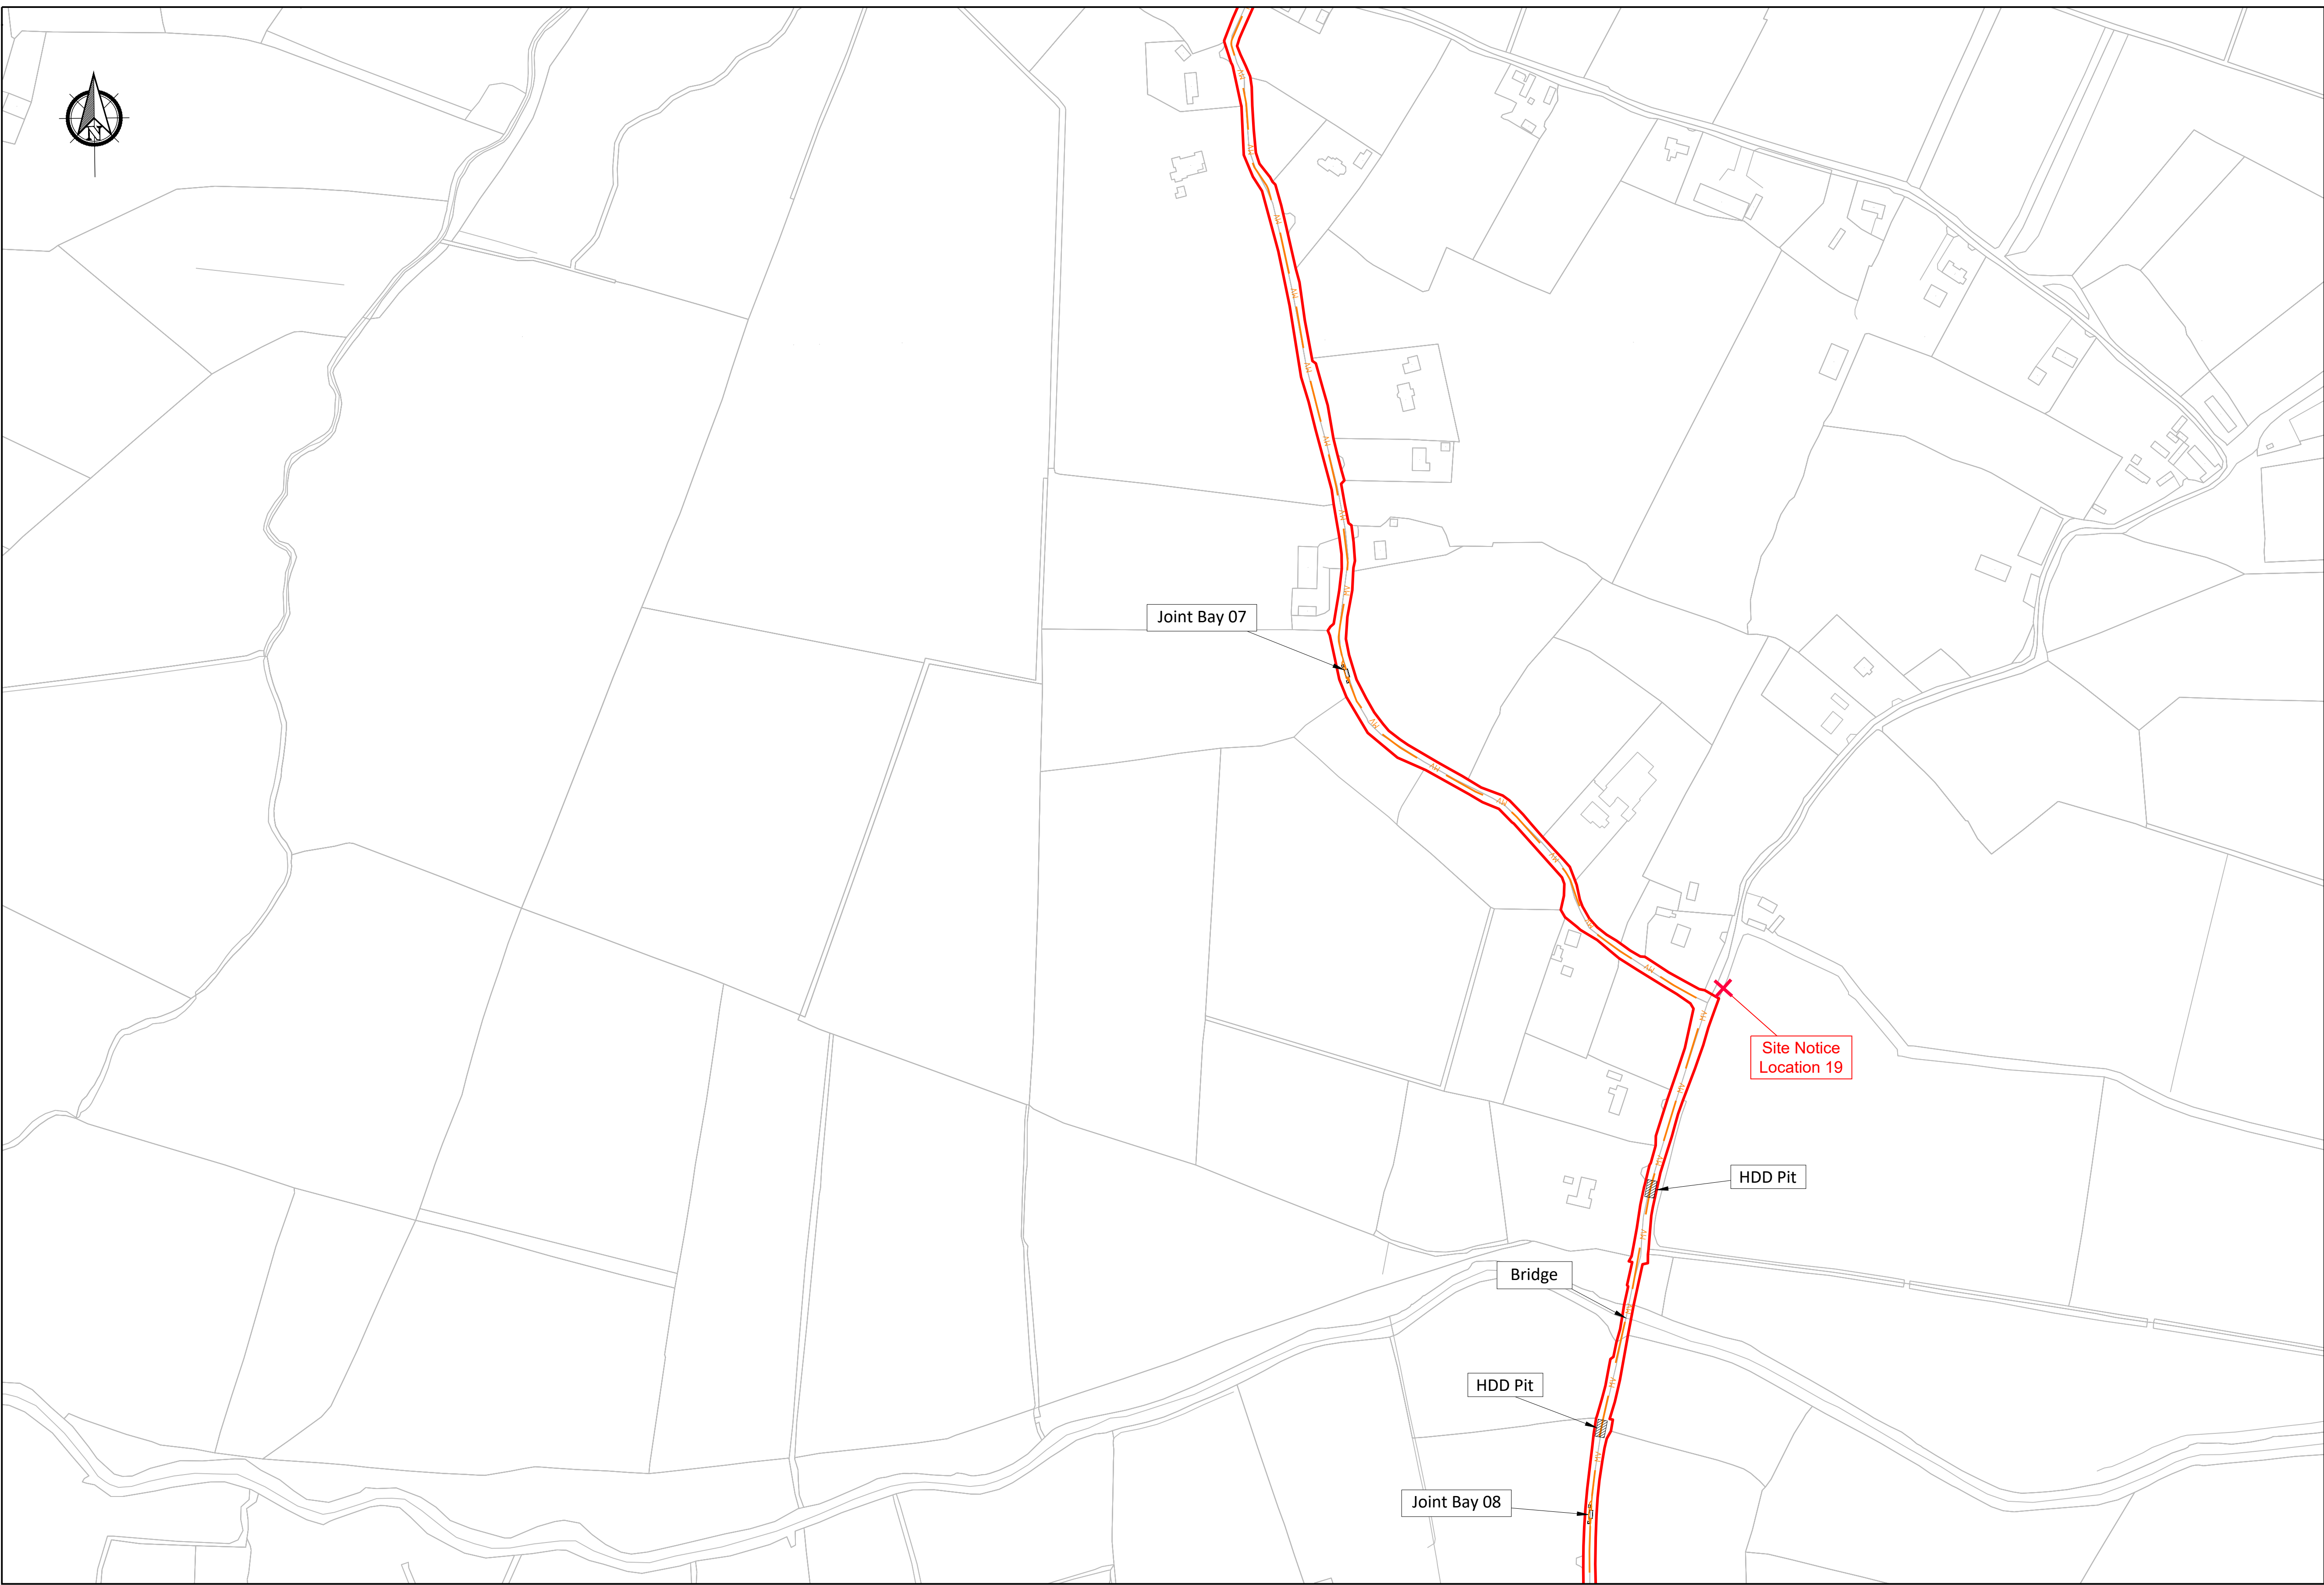 N
Joint Bay 07
Site Notice
Location 19
HDD Pit
Bridge
HDD Pit
Joint Bay 08